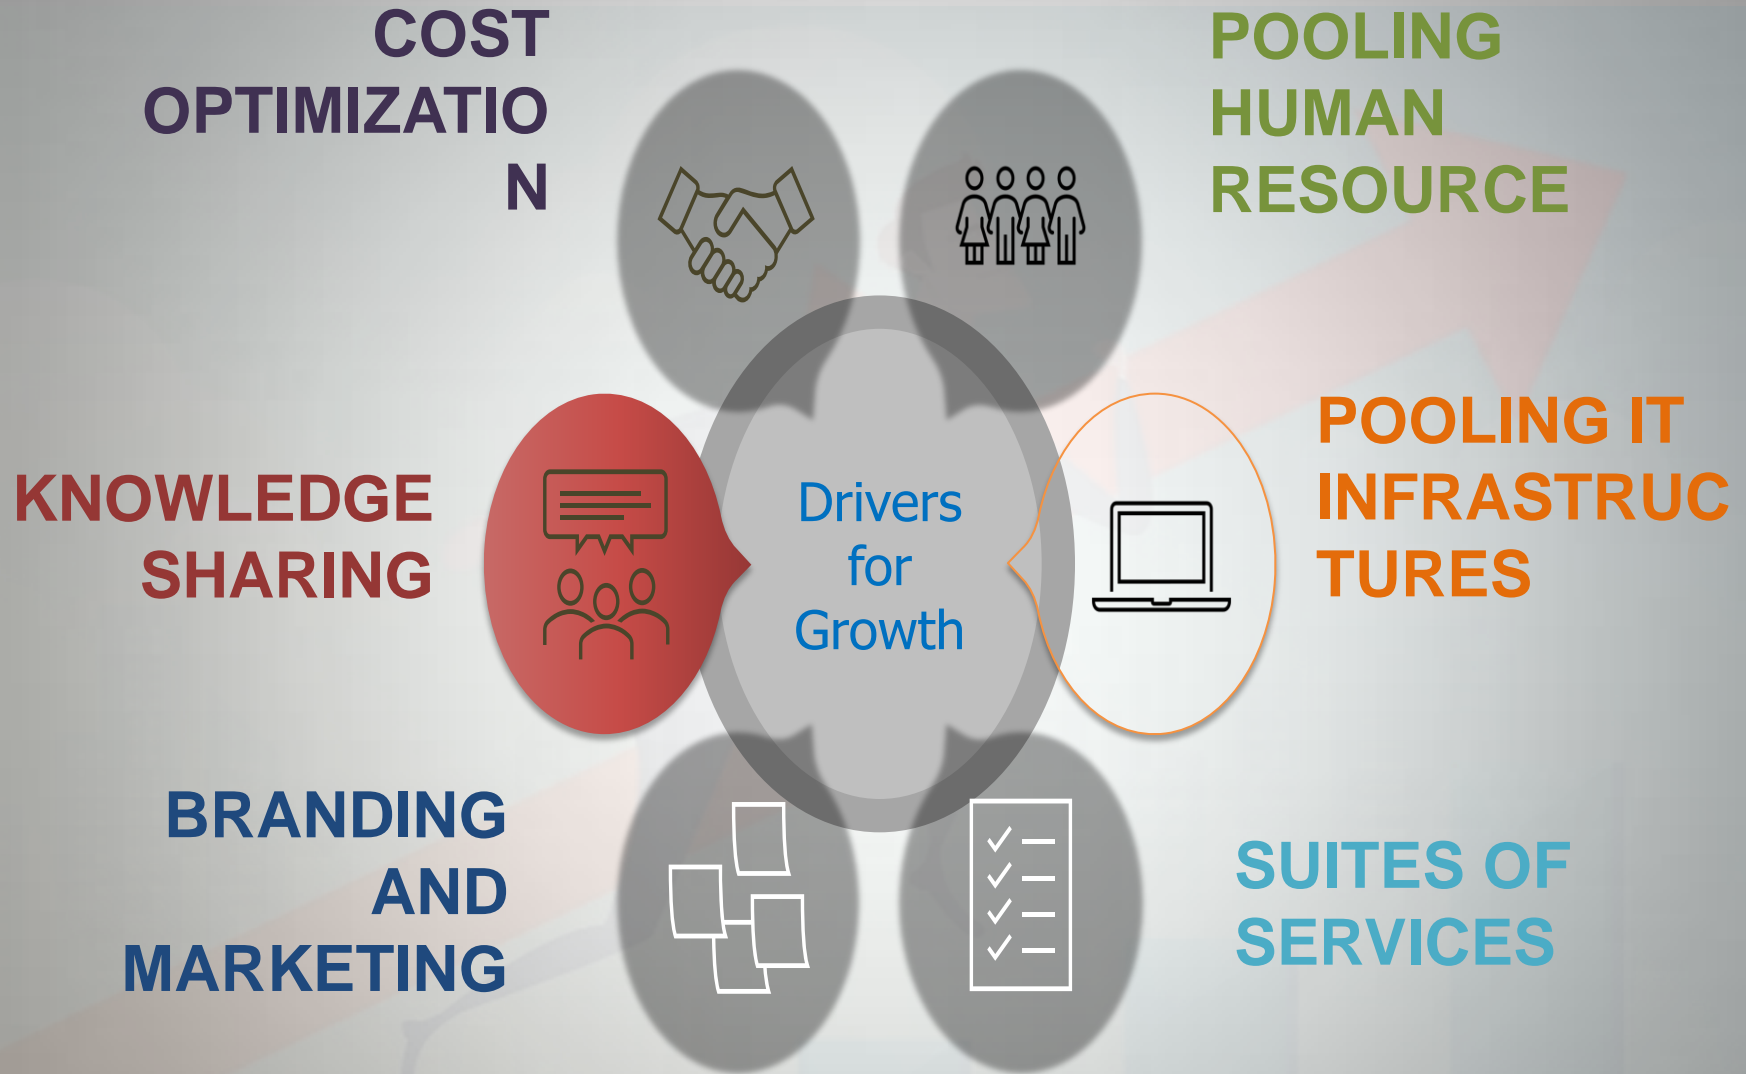 COST
OPTIMIZATIO
N
POOLING
HUMAN
RESOURCE
KNOWLEDGE
SHARING
Drivers
for
Growth
POOLING IT
INFRASTRUC
TURES
BRANDING
AND
MARKETING
SUITES OF
SERVICES